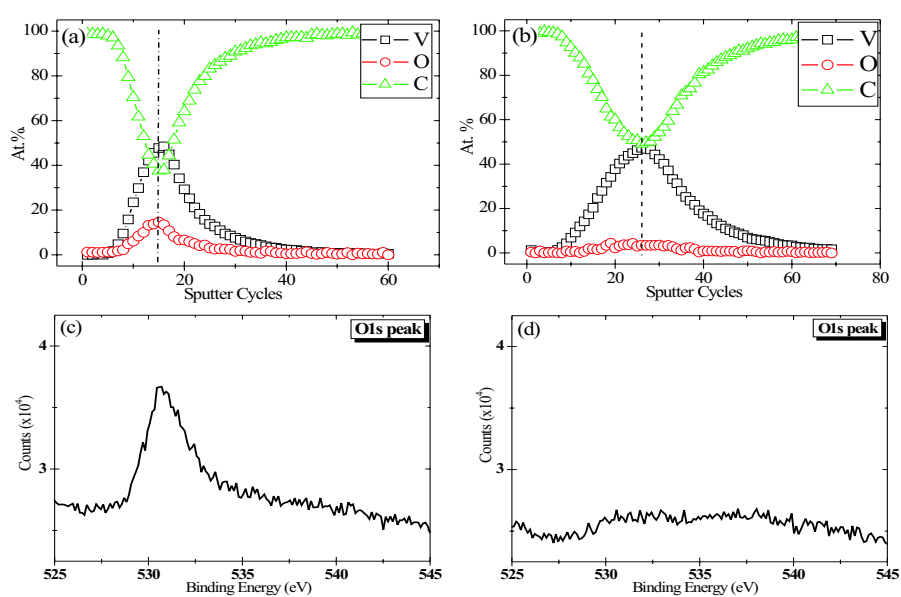 (a)
V
O
C
100
80
60
40
20
0
At.%
0 20 40 60
Sputter Cycles
(b)
V
O
C
100
80
60
40
20
0
At. %
0 20 40 60 80
Sputter Cycles
(c)
O1s peak
4
3
Counts (x10⁴)
525 530 535 540 545
Binding Energy (eV)
(d)
O1s peak
4
3
Counts (x10⁴)
525 530 535 540 545
Binding Energy (eV)